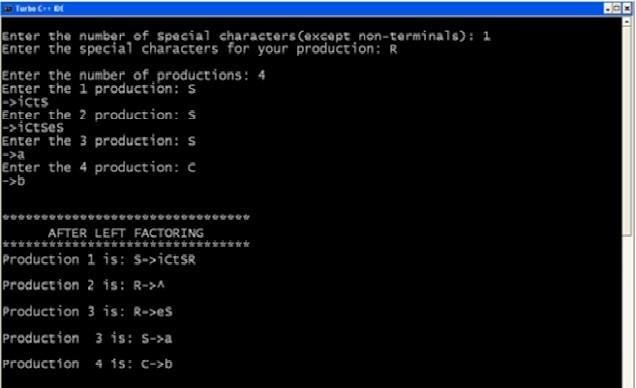 Turbo C++ IDE
Enter the number of Special characters(except non-terminals): 1
Enter the special characters for your production: R
Enter the number of productions: 4
Enter the 1 production: S
->iCtS
Enter the 2 production: S
->iCtSeS
Enter the 3 production: S
->a
Enter the 4 production: C
->b
********************************
AFTER LEFT FACTORING
********************************
Production 1 is: S->iCtSR
Production 2 is: R->^
Production 3 is: R->eS
Production  3 is: S->a
Production  4 is: C->b